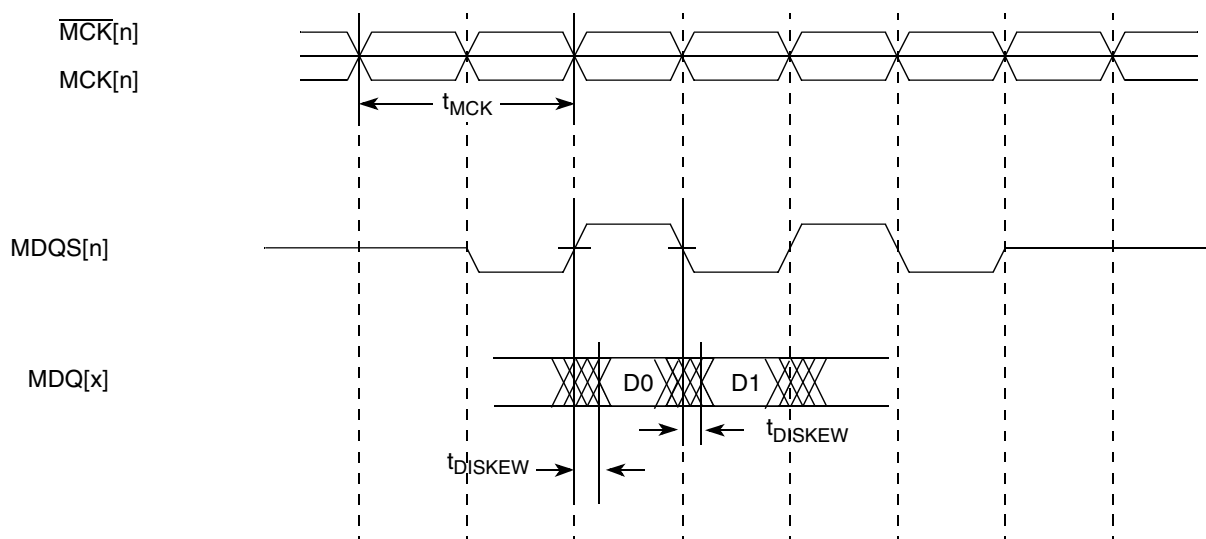 MCK[n]
MCK[n]
tMCK
MDQS[n]
MDQ[x]
D0
D1
tDISKEW
tDISKEW